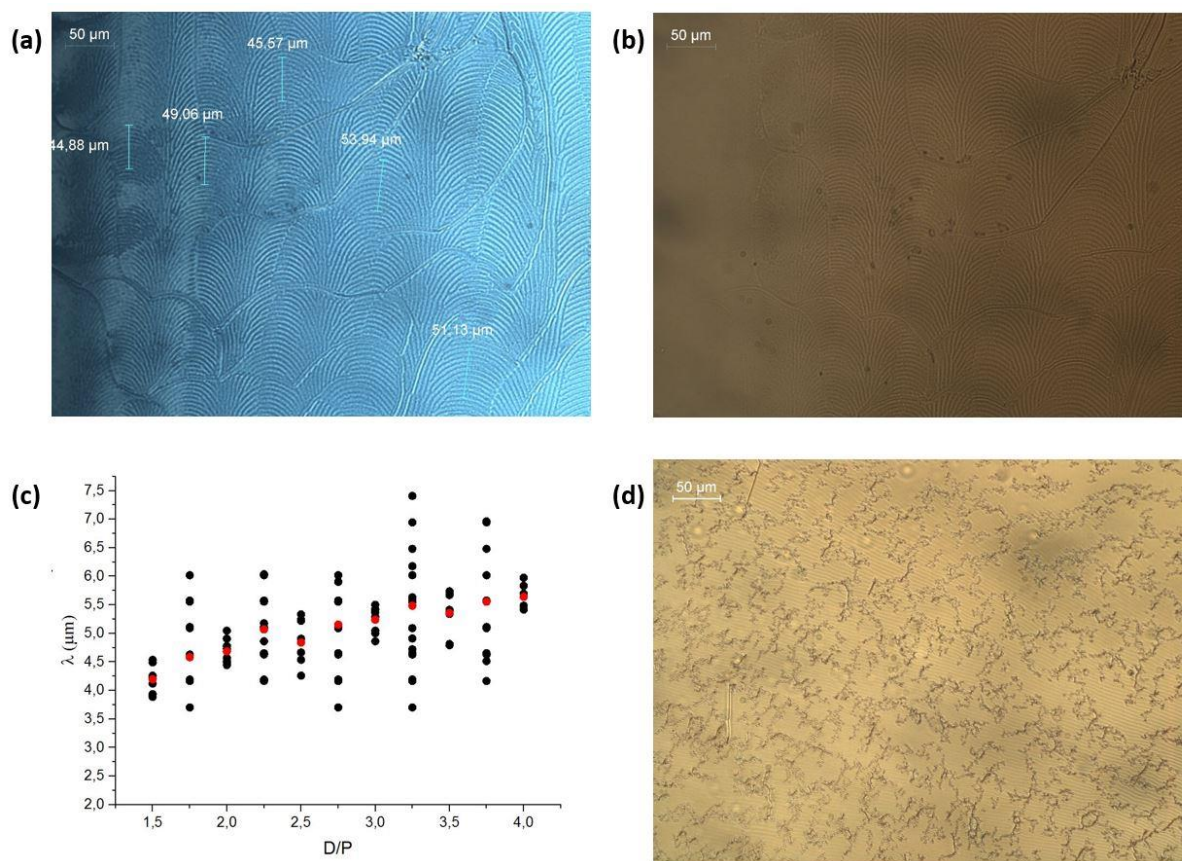 (a)
50 µm
45,57 µm
49,06 µm
44,88 µm
53,94 µm
51,13 µm
(b)
50 µm
(c)
7,5
7,0
6,5
6,0
5,5
5,0
4,5
4,0
3,5
3,0
2,5
2,0
λ (µm)
1,5 2,0 2,5 3,0 3,5 4,0
D/P
(d)
50 µm